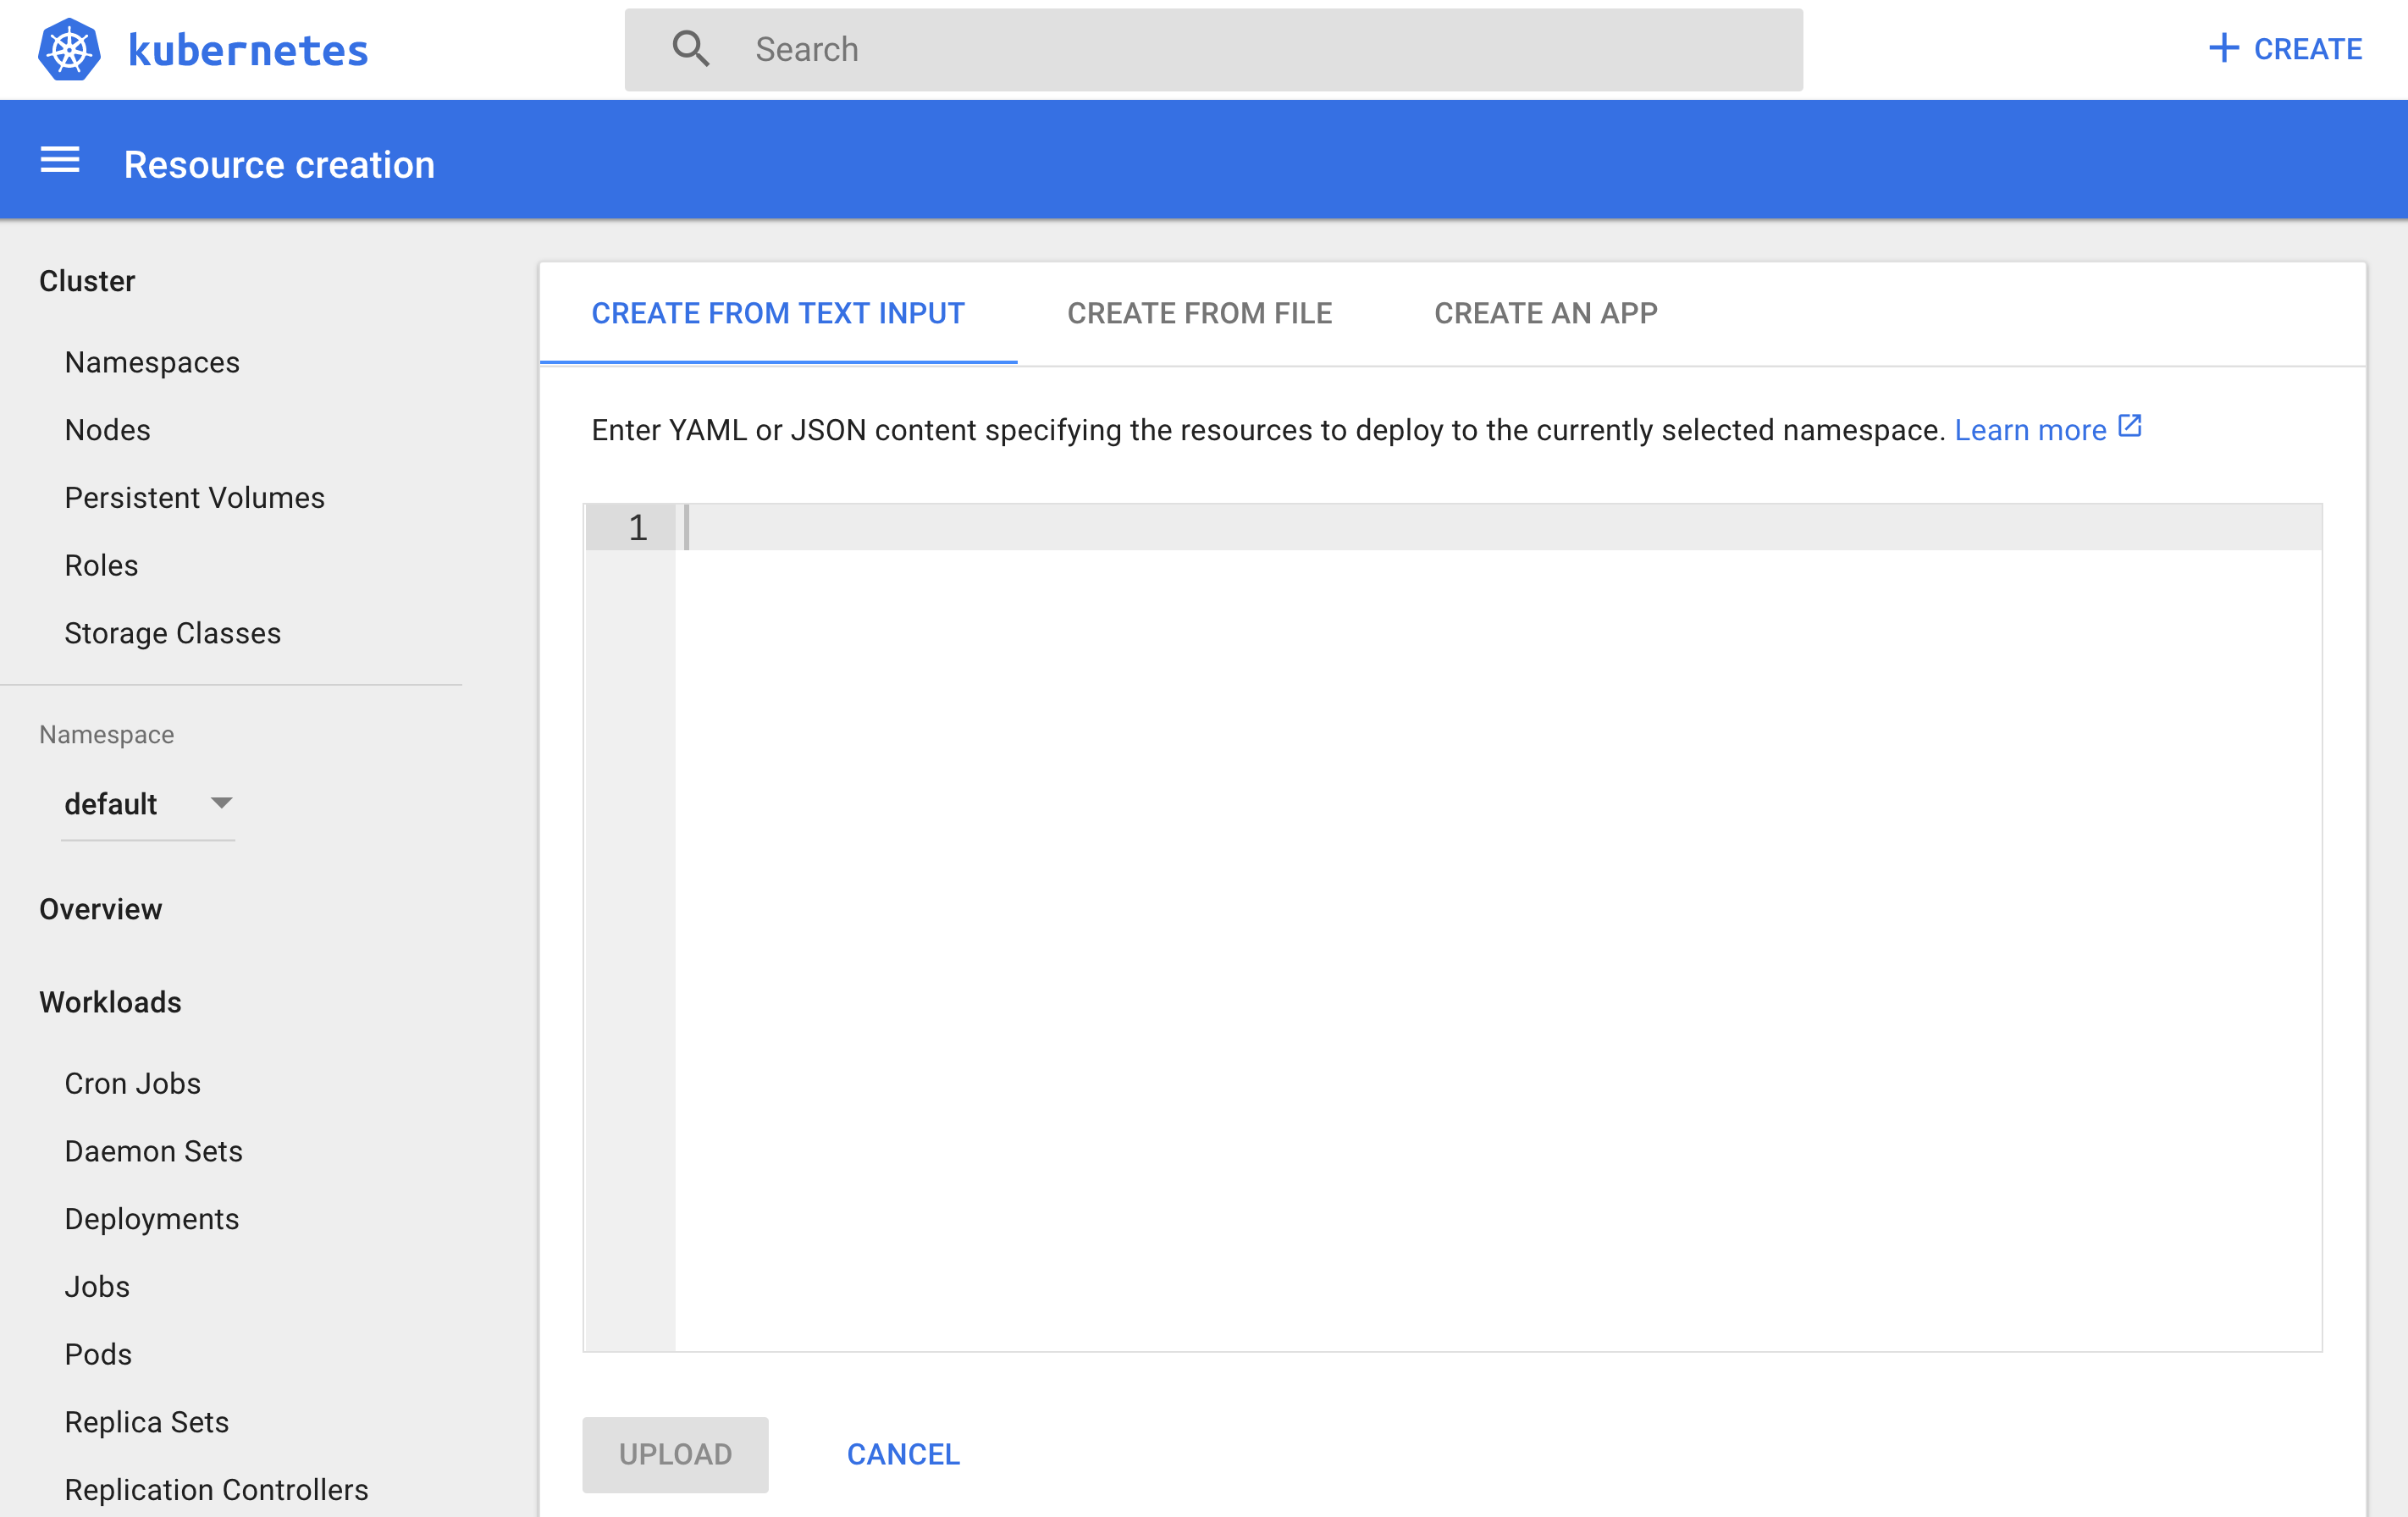 kubernetes
Search
CREATE
Resource creation
Cluster
Namespaces
Nodes
Persistent Volumes
Roles
Storage Classes
Namespace
default
Overview
Workloads
Cron Jobs
Daemon Sets
Deployments
Jobs
Pods
Replica Sets
Replication Controllers
CREATE FROM TEXT INPUT
CREATE FROM FILE
CREATE AN APP
Enter YAML or JSON content specifying the resources to deploy to the currently selected namespace. Learn more
1
UPLOAD
CANCEL